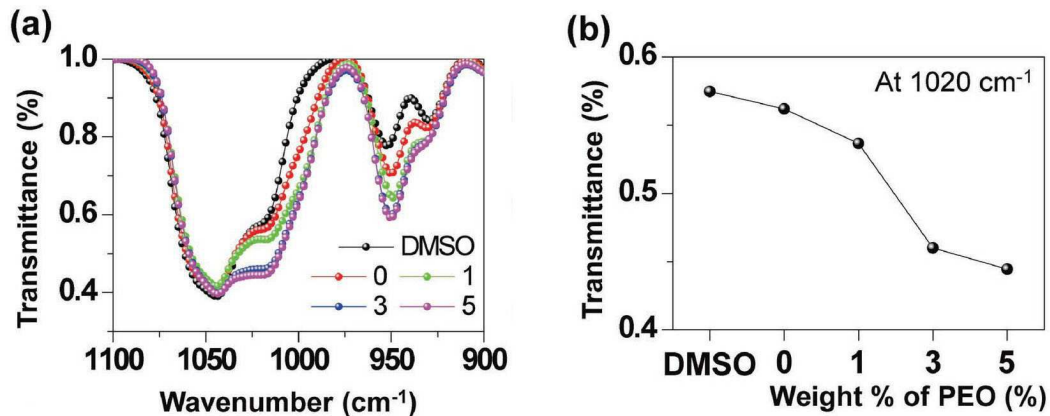 (a)
Transmittance (%)
1.0
0.8
0.6
0.4
DMSO
0
1
3
5
1100
1050
1000
950
900
Wavenumber (cm⁻¹)
(b)
Transmittance (%)
0.6
0.5
0.4
At 1020 cm⁻¹
DMSO 0 1 3 5
Weight % of PEO (%)